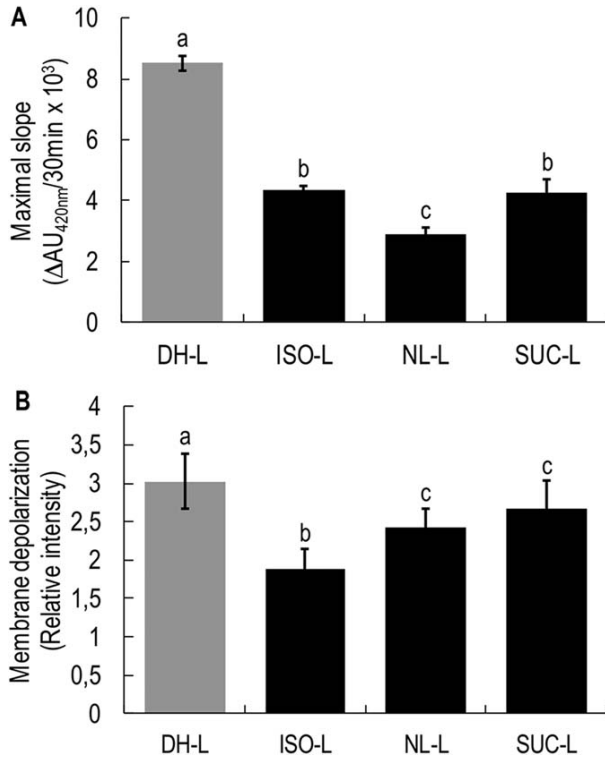 A
Maximal slope
(ΔAU420nm/30min x 10³)
10
8
6
4
2
0
a
b
c
b
DH-L
ISO-L
NL-L
SUC-L
B
Membrane depolarization
(Relative intensity)
4
3,5
3
2,5
2
1,5
1
0,5
0
a
b
c
c
DH-L
ISO-L
NL-L
SUC-L